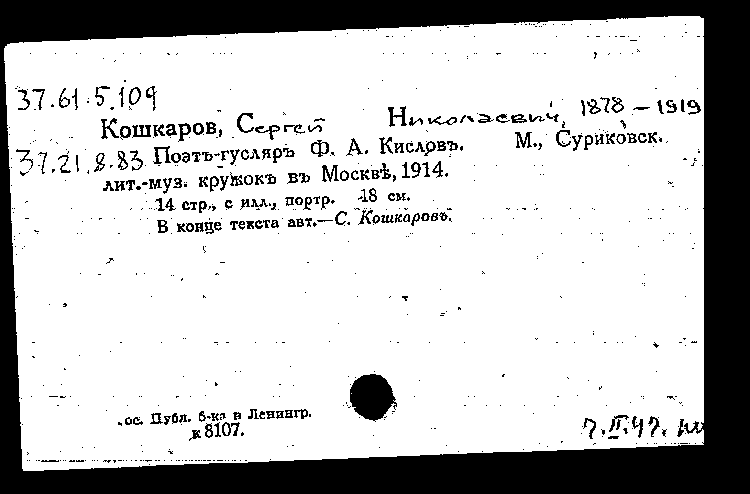 37.61.5.109
Кошкаров, Сергей Николаевич, 1878 – 1919
37.21.8.83 Поэтъ-гусляръ Ф. А. Кисловъ. М., Суриковск.
лит.-муз. кружокъ въ Москвѣ, 1914.
14 стр., с илл., портр. 18 см.
В конце текста авт.—С. Кошкаровъ.
ос. Публ. б-ка в Ленингр.
к 8107.
7.II.47.